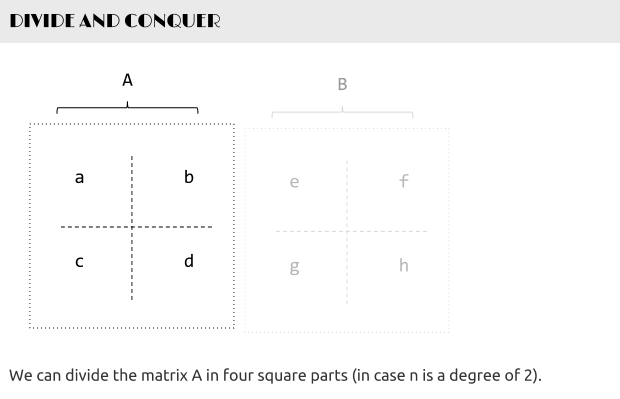 DIVIDE AND CONQUER
A
B
a b
e f
c d
g h
We can divide the matrix A in four square parts (in case n is a degree of 2).